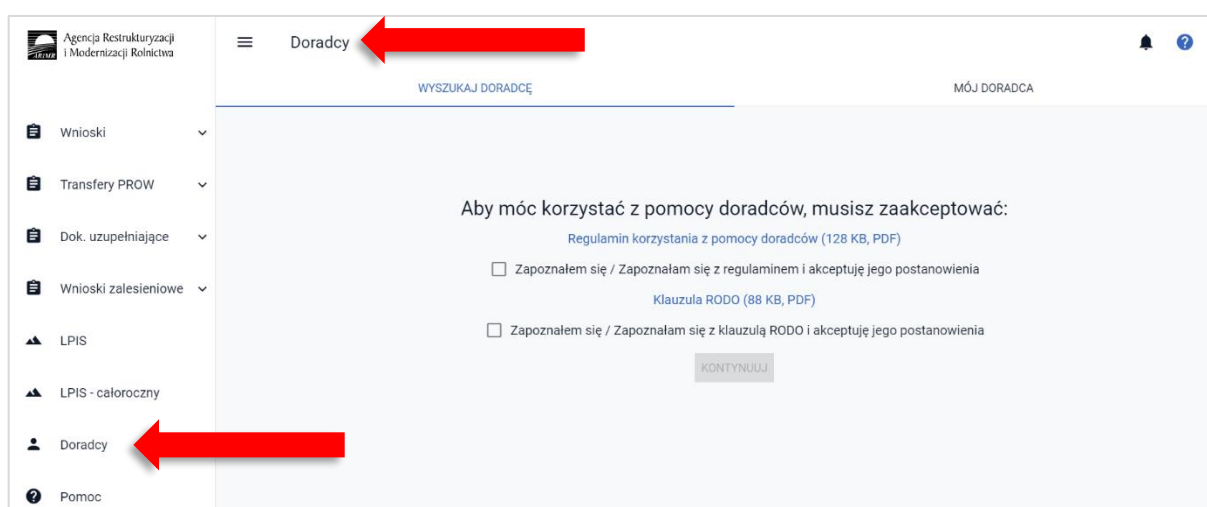 Agencja Restrukturyzacji
i Modernizacji Rolnictwa
ARiMR
Doradcy
WYSZUKAJ DORADCĘ
MÓJ DORADCA
Wnioski
Transfery PROW
Dok. uzupełniające
Wnioski zalesieniowe
LPIS
LPIS - całoroczny
Doradcy
Pomoc
Aby móc korzystać z pomocy doradców, musisz zaakceptować:
Regulamin korzystania z pomocy doradców (128 KB, PDF)
Zapoznałem się / Zapoznałam się z regulaminem i akceptuję jego postanowienia
Klauzula RODO (88 KB, PDF)
Zapoznałem się / Zapoznałam się z klauzulą RODO i akceptuję jego postanowienia
KONTYNUUJ